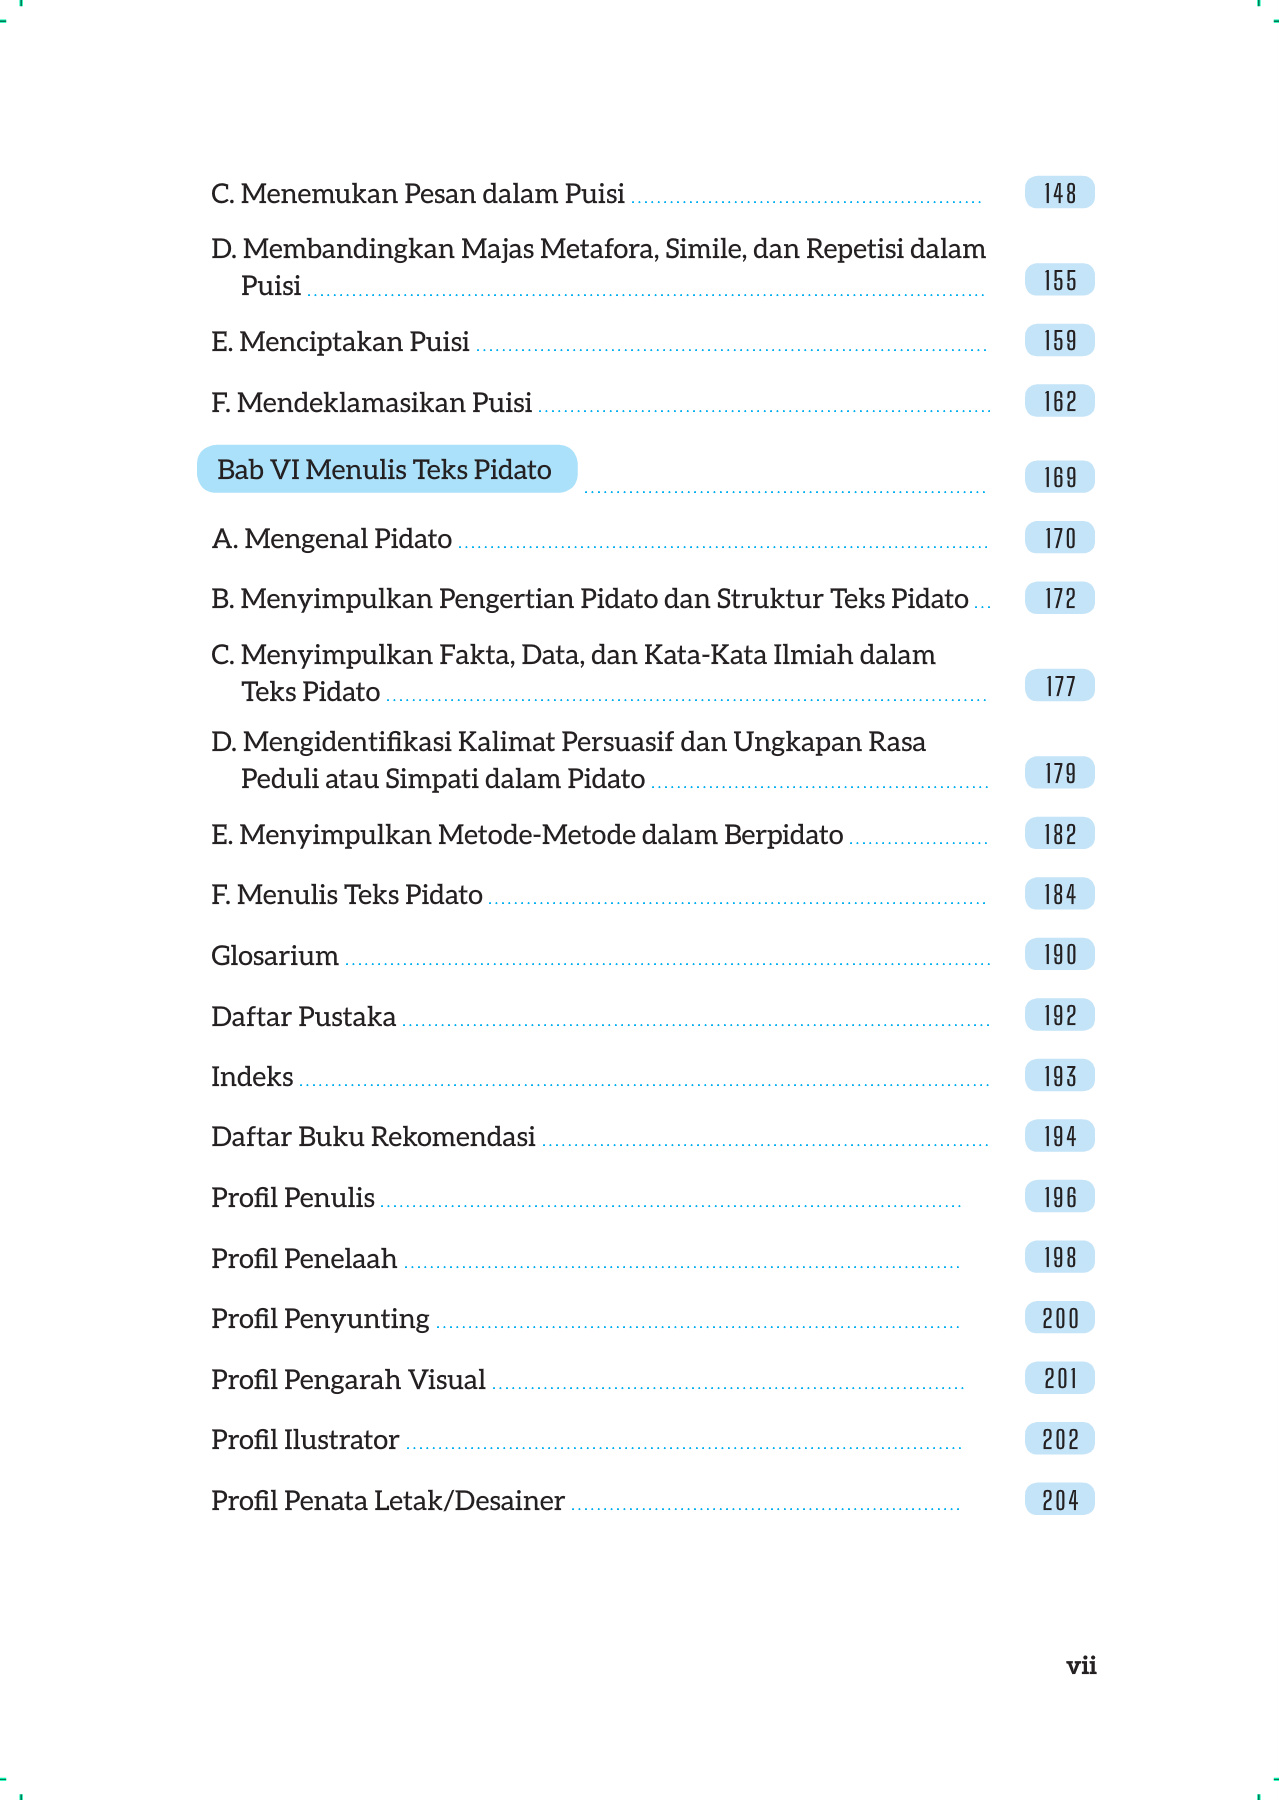 C. Menemukan Pesan dalam Puisi ........................................................ 148
D. Membandingkan Majas Metafora, Simile, dan Repetisi dalam
Puisi ........................................................ 155
E. Menciptakan Puisi ........................................................ 159
F. Mendeklamasikan Puisi ........................................................ 162
Bab VI Menulis Teks Pidato ........................................................ 169
A. Mengenal Pidato ........................................................ 170
B. Menyimpulkan Pengertian Pidato dan Struktur Teks Pidato ... 172
C. Menyimpulkan Fakta, Data, dan Kata-Kata Ilmiah dalam
Teks Pidato ........................................................ 177
D. Mengidentifikasi Kalimat Persuasif dan Ungkapan Rasa
Peduli atau Simpati dalam Pidato ........................................................ 179
E. Menyimpulkan Metode-Metode dalam Berpidato ...................... 182
F. Menulis Teks Pidato ........................................................ 184
Glosarium ........................................................ 190
Daftar Pustaka ........................................................ 192
Indeks ........................................................ 193
Daftar Buku Rekomendasi ........................................................ 194
Profil Penulis ........................................................ 196
Profil Penelaah ........................................................ 198
Profil Penyunting ........................................................ 200
Profil Pengarah Visual ........................................................ 201
Profil Ilustrator ........................................................ 202
Profil Penata Letak/Desainer ........................................................ 204
vii